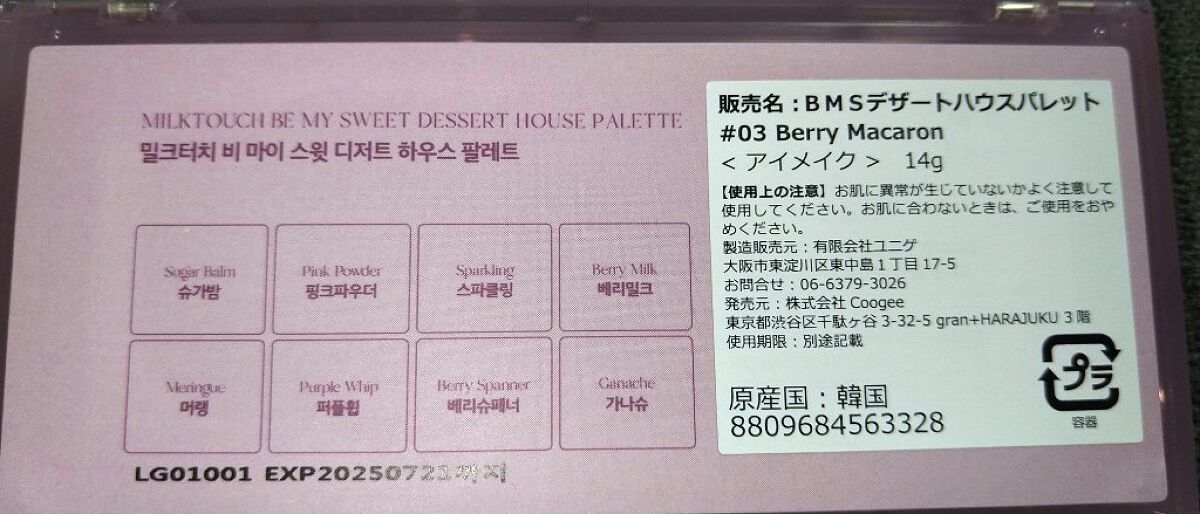 MILKTOUCH BE MY SWEET DESSERT HOUSE PALETTE
밀크터치 비 마이 스윗 디저트 하우스 팔레트
Sugar Balm
슈가밤
Pink Powder
핑크파우더
Sparkling
스파클링
Berry Milk
베리밀크
Meringue
머랭
Purple Whip
퍼플휩
Berry Spanner
베리슈페너
Ganache
가나슈
LG01001 EXP20250721까지
販売名：BMSデザートハウスパレット
#03 Berry Macaron
< アイメイク > 14g
【使用上の注意】お肌に異常が生じていないかよく注意して
使用してください。お肌に合わないときは、ご使用をおや
めください。
製造販売元：有限会社ユニゲ
大阪市東淀川区東中島１丁目17-5
お問合せ：06-6379-3026
発売元：株式会社 Coogee
東京都渋谷区千駄ヶ谷 3-32-5 gran+HARAJUKU 3 階
使用期限：別途記載
原産国：韓国
8809684563328
プラ
容器